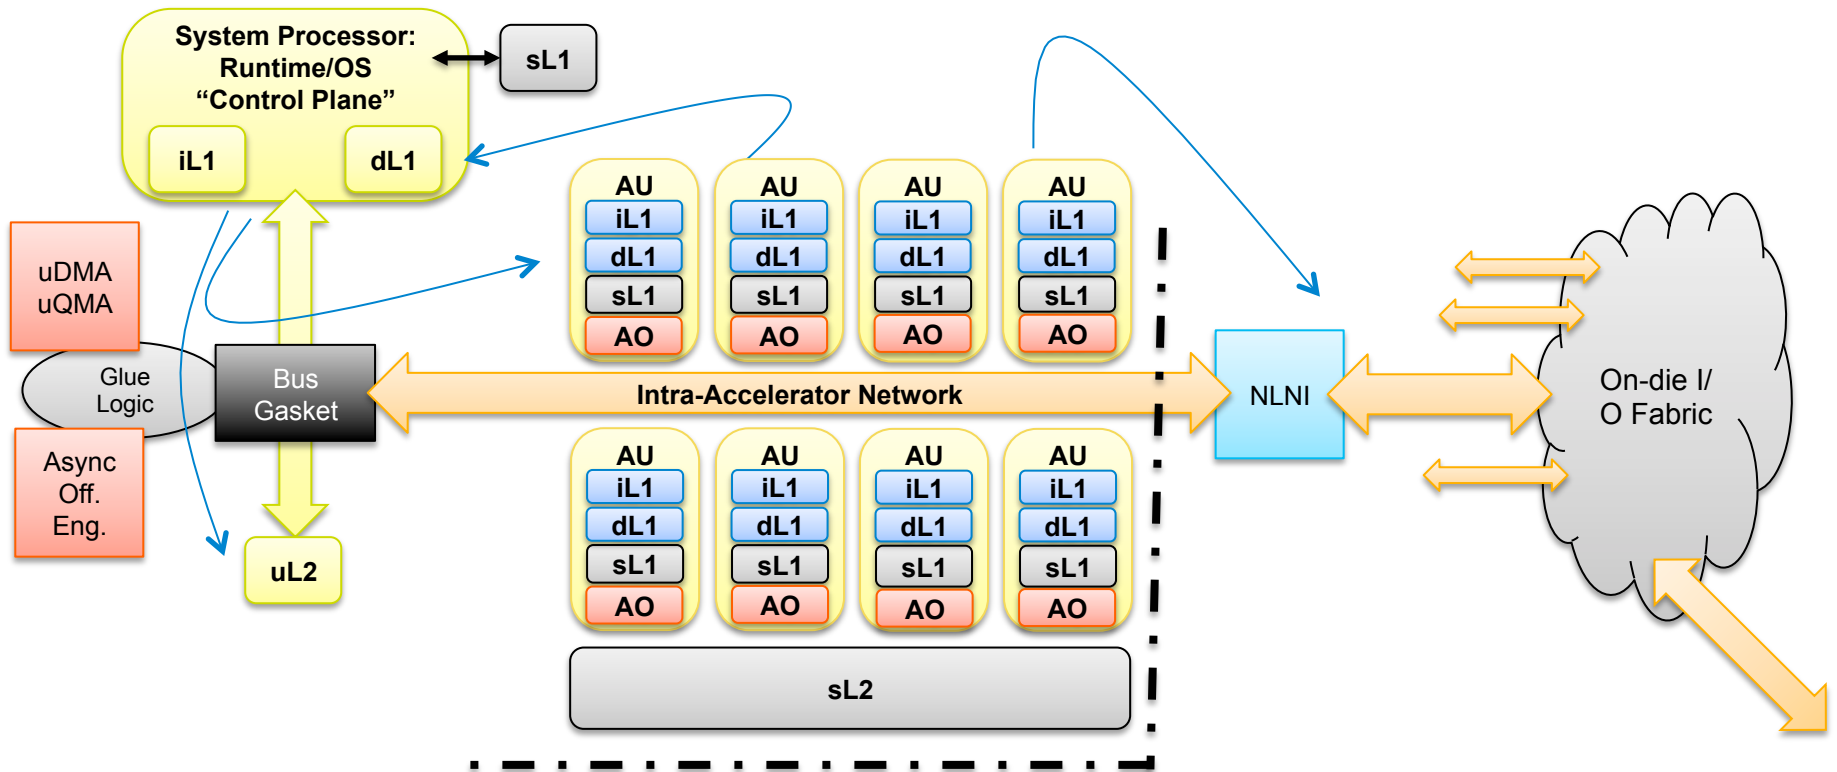 System Processor:
Runtime/OS
“Control Plane”
iL1
dL1
sL1
uDMA
uQMA
Glue
Logic
Async
Off.
Eng.
Bus
Gasket
uL2
AU
iL1
dL1
sL1
AO
AU
iL1
dL1
sL1
AO
AU
iL1
dL1
sL1
AO
AU
iL1
dL1
sL1
AO
Intra-Accelerator Network
AU
iL1
dL1
sL1
AO
AU
iL1
dL1
sL1
AO
AU
iL1
dL1
sL1
AO
AU
iL1
dL1
sL1
AO
sL2
NLNI
On-die I/
O Fabric